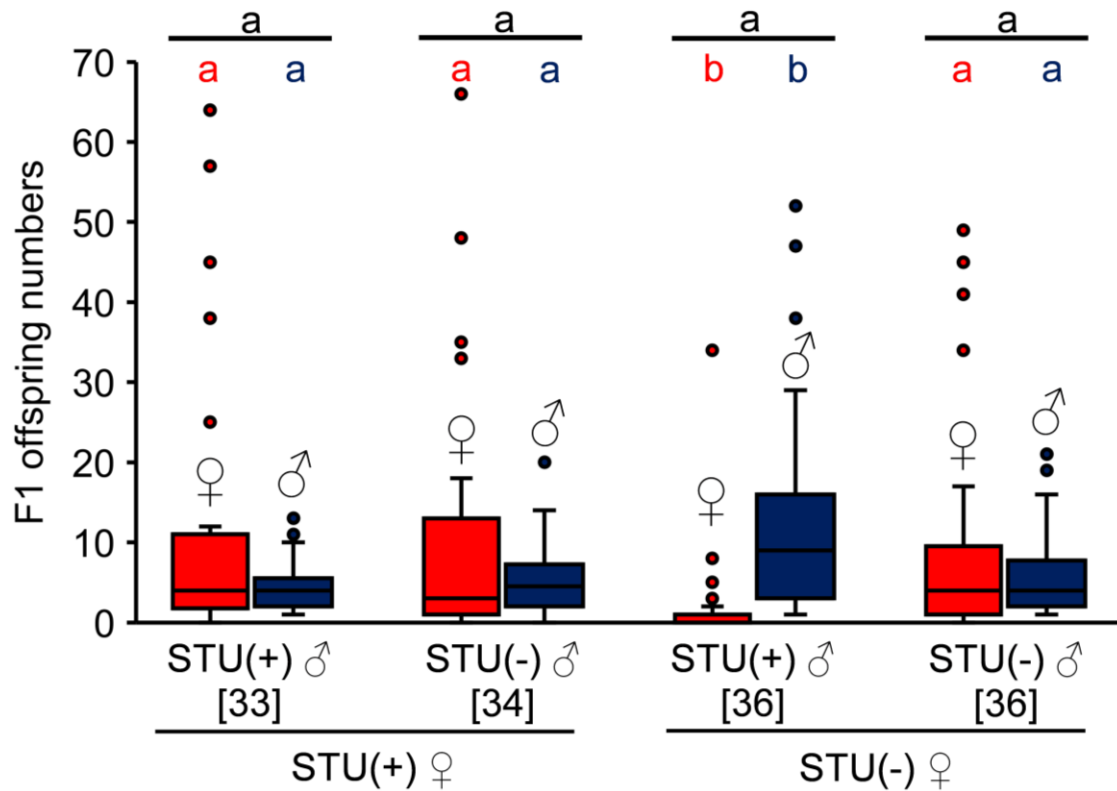 a a a a
a a a a b b a a
F1 offspring numbers
70
60
50
40
30
20
10
0
♀ ♂ ♀ ♂ ♀ ♂ ♀ ♂
STU(+) ♂ STU(-) ♂ STU(+) ♂ STU(-) ♂
[33] [34] [36] [36]
STU(+) ♀ STU(-) ♀